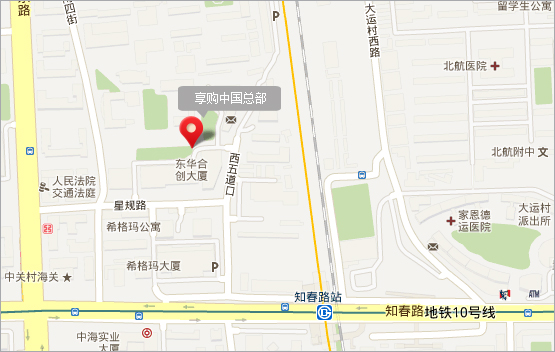 东路
南四街
P
大运村西路
留学生公寓
北航医院
享购中国总部
东华合
创大厦
西五道口
北航附中 文
人民法院
交通法庭
星规路
希格玛公寓
家恩德
运医院
大运村
派出所
希格玛大厦
P
中关村海关 ★
知春路站
ATM
知春路
地铁10号线
中海实业
大厦